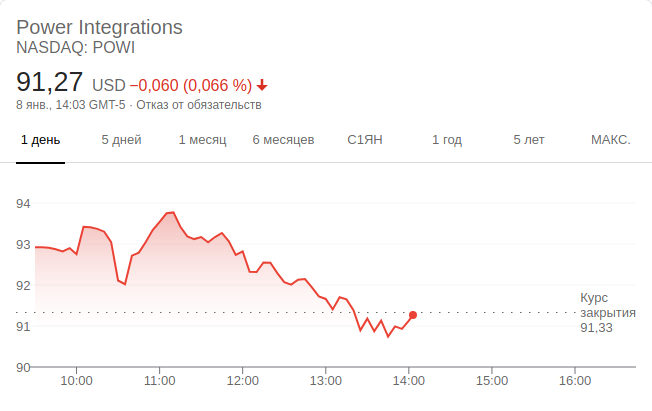 Power Integrations
NASDAQ: POWI
91,27 USD −0,060 (0,066 %)
8 янв., 14:03 GMT-5 · Отказ от обязательств
1 день 5 дней 1 месяц 6 месяцев С1ЯН 1 год 5 лет МАКС.
94
93
92
91
90
Курс
закрытия
91,33
10:00 11:00 12:00 13:00 14:00 15:00 16:00